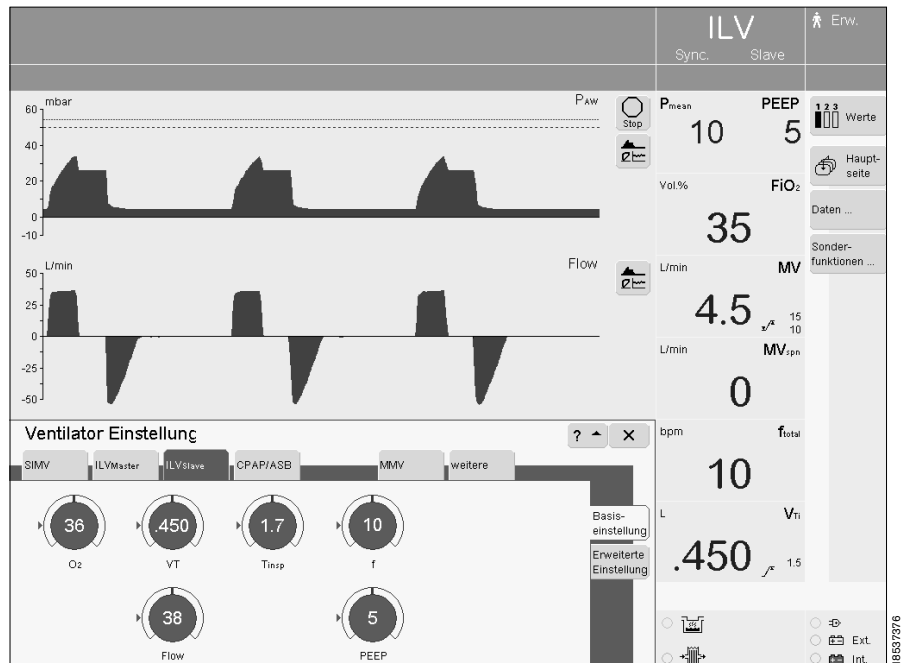 ILV
Sync. Slave
Erw.
mbar
PAW
60
40
20
0
-10
Stop
L/min
Flow
50
25
0
-25
-50
Pmean PEEP
10 5
Vol.% FiO2
35
L/min MV
4.5
15
10
L/min MVspn
0
bpm ftotal
10
L VTi
.450
1.5
1 2 3
Werte
Haupt-
seite
Daten ...
Sonder-
funktionen ...
Ventilator Einstellung
? X
SIMV ILVMaster ILVSlave CPAP/ASB MMV weitere
36 .450 1.7 10
O2 VT Tinsp f
38 5
Flow PEEP
Basis-
einstellung
Erweiterte
Einstellung
Ext.
Int.
8537376